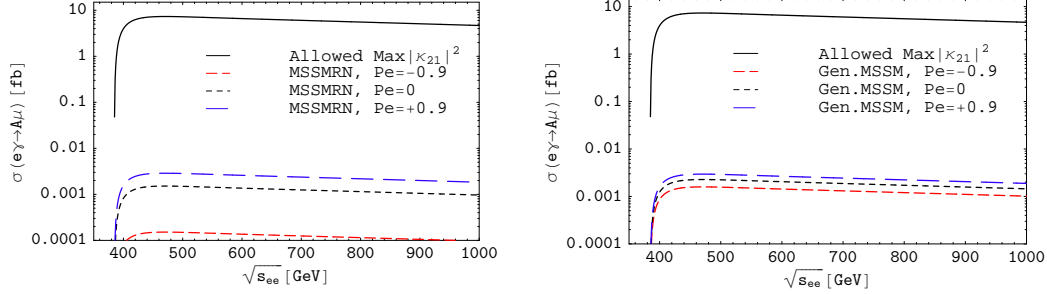 10
1
0.1
0.01
0.001
0.0001
σ(eγ→Aμ)[fb]
Allowed Max|κ₂₁|²
MSSMRN, Pe=−0.9
MSSMRN, Pe=0
MSSMRN, Pe=+0.9
400 500 600 700 800 900 1000
√s_ee [GeV]
10
1
0.1
0.01
0.001
0.0001
σ(eγ→Aμ)[fb]
Allowed Max|κ₂₁|²
Gen.MSSM, Pe=−0.9
Gen.MSSM, Pe=0
Gen.MSSM, Pe=+0.9
400 500 600 700 800 900 1000
√s_ee [GeV]